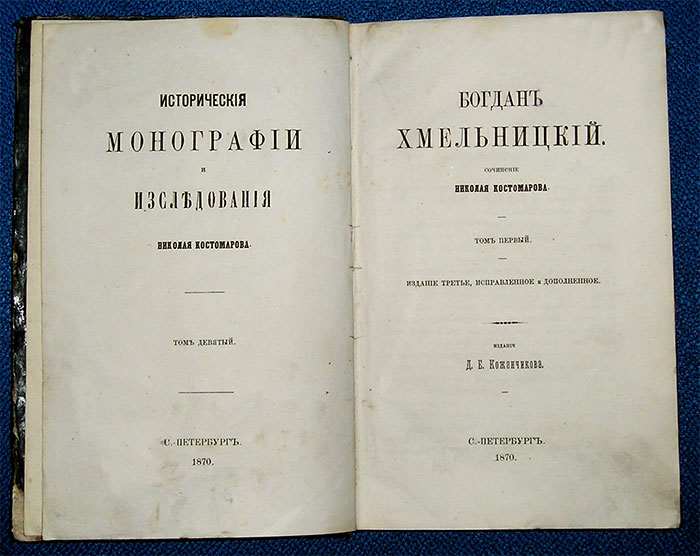 ИСТОРИЧЕСКІЯ
МОНОГРАФІИ
и
ИЗСЛѢДОВАНІЯ
НИКОЛАЯ КОСТОМАРОВА.
ТОМЪ ДЕВЯТЫЙ.
С.-ПЕТЕРБУРГЪ.
1870.
БОГДАНЪ
ХМЕЛЬНИЦКІЙ.
СОЧИНЕНІЕ
НИКОЛАЯ КОСТОМАРОВА.
ТОМЪ ПЕРВЫЙ.
ИЗДАНІЕ ТРЕТЬЕ, ИСПРАВЛЕННОЕ и ДОПОЛНЕННОЕ.
ИЗДАНІЕ
Д. Е. Кожанчикова.
С.-ПЕТЕРБУРГЪ.
1870.